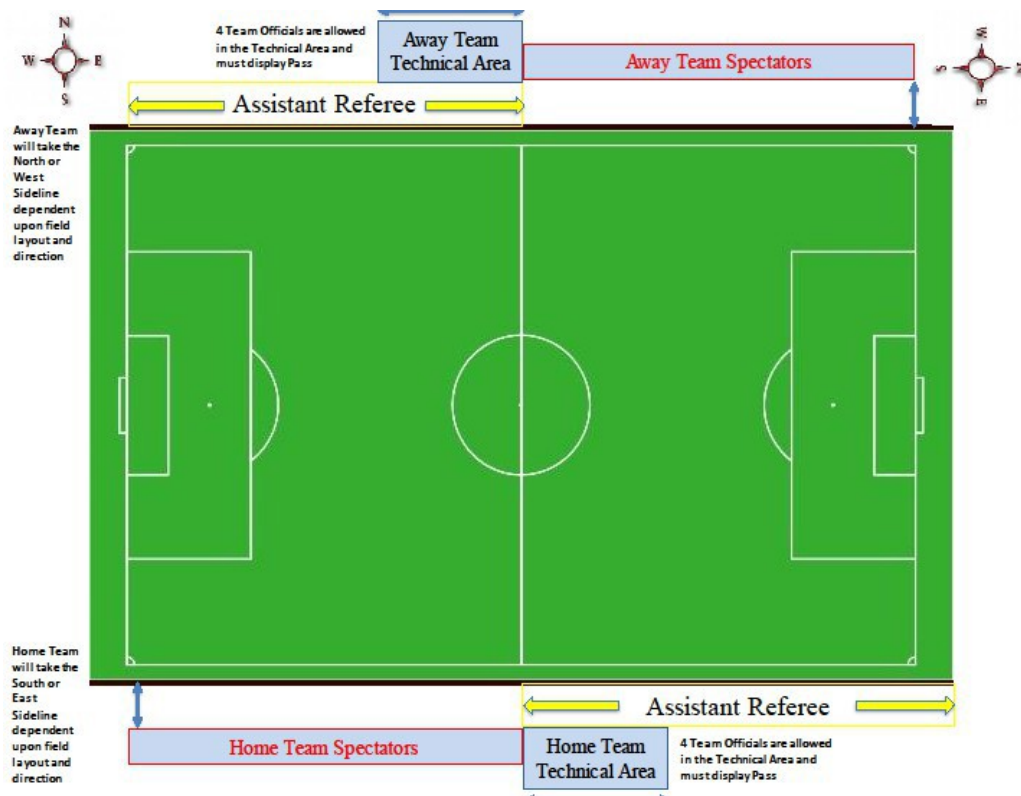 N
W
E
S
4 Team Officials are allowed
in the Technical Area and
must display Pass
Away Team
Technical Area
Away Team Spectators
W
S
N
E
Assistant Referee
Away Team
will take the
North or
West
Sideline
dependent
upon field
layout and
direction
Home Team
will take the
South or
East
Sideline
dependent
upon field
layout and
direction
Assistant Referee
Home Team Spectators
Home Team
Technical Area
4 Team Officials are allowed
in the Technical Area and
must display Pass